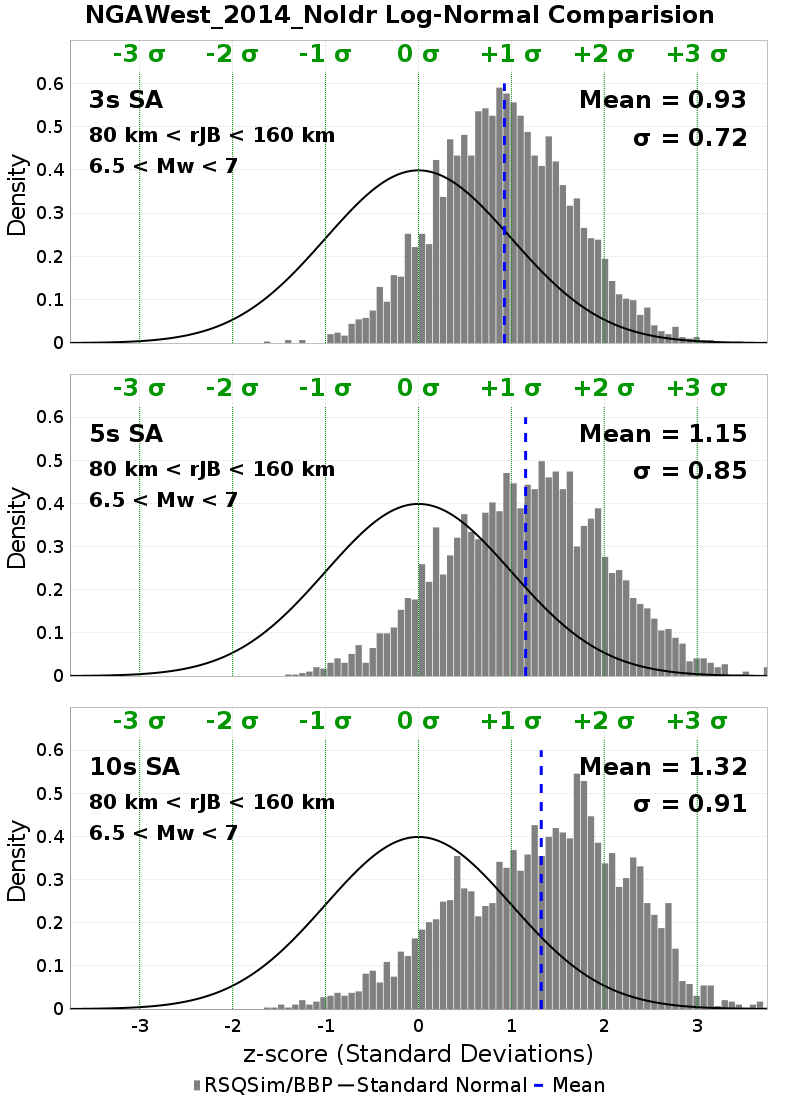 NGAWest_2014_NoIdr Log-Normal Comparision
-3 σ -2 σ -1 σ 0 σ +1 σ +2 σ +3 σ
3s SA
Mean = 0.93
80 km < rJB < 160 km
σ = 0.72
6.5 < Mw < 7
Density
0.6
0.5
0.4
0.3
0.2
0.1
0
-3 σ -2 σ -1 σ 0 σ +1 σ +2 σ +3 σ
5s SA
Mean = 1.15
80 km < rJB < 160 km
σ = 0.85
6.5 < Mw < 7
Density
0.6
0.5
0.4
0.3
0.2
0.1
0
-3 σ -2 σ -1 σ 0 σ +1 σ +2 σ +3 σ
10s SA
Mean = 1.32
80 km < rJB < 160 km
σ = 0.91
6.5 < Mw < 7
Density
0.6
0.5
0.4
0.3
0.2
0.1
0
-3 -2 -1 0 1 2 3
z-score (Standard Deviations)
RSQSim/BBP Standard Normal Mean